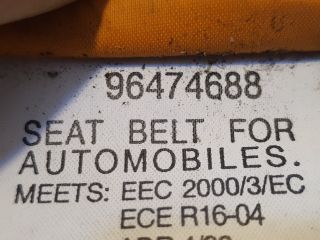 96474688
SEAT BELT FOR
AUTOMOBILES.
MEETS: EEC 2000/3/EC
ECE R16-04